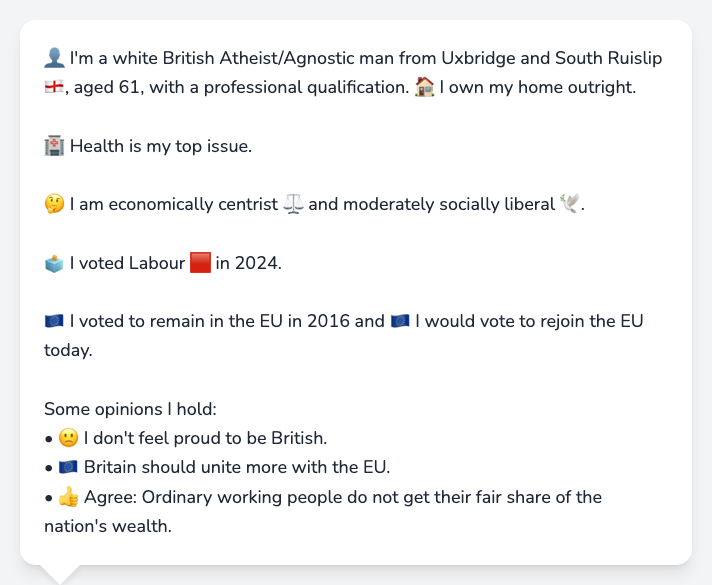 👤 I'm a white British Atheist/Agnostic man from Uxbridge and South Ruislip
🏴󠁧󠁢󠁥󠁮󠁧󠁿, aged 61, with a professional qualification. 🏠 I own my home outright.
🏥 Health is my top issue.
🤔 I am economically centrist ⚖️ and moderately socially liberal 🕊️.
🗳️ I voted Labour 🟥 in 2024.
🇪🇺 I voted to remain in the EU in 2016 and 🇪🇺 I would vote to rejoin the EU
today.
Some opinions I hold:
• 🙁 I don't feel proud to be British.
• 🇪🇺 Britain should unite more with the EU.
• 👍 Agree: Ordinary working people do not get their fair share of the
nation's wealth.